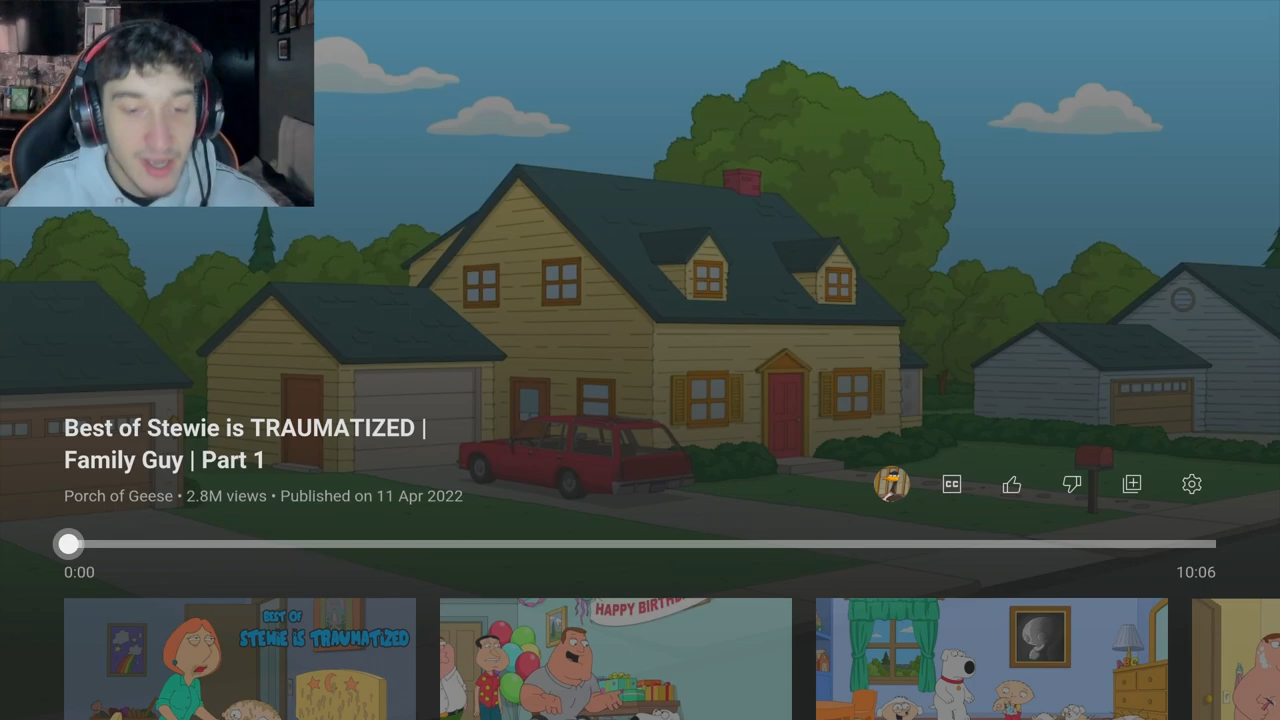 Best of Stewie is TRAUMATIZED |
Family Guy | Part 1
Porch of Geese • 2.8M views • Published on 11 Apr 2022
CC
0:00
10:06
BEST OF
STEWIE IS TRAUMATIZED
HAPPY